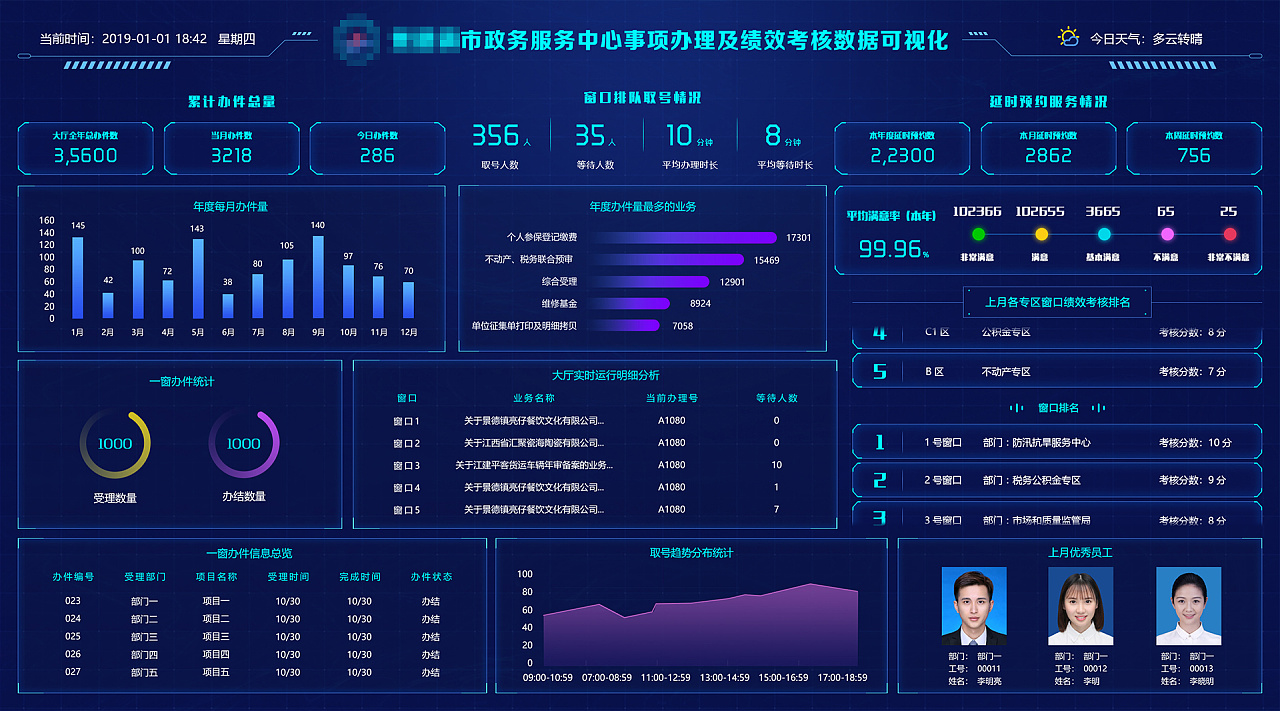 当前时间: 2019-01-01 18:42 星期四
市政务服务中心事项办理及绩效考核数据可视化
今日天气: 多云转晴
累计办件总量
大厅全年总办件数 当月办件数 今日办件数
3,5600 3218 286
窗口排队取号情况
356人 35人 10分钟 8分钟
取号人数 等待人数 平均办理时长 平均等待时长
延时预约服务情况
本年度延时预约数 本月延时预约数 本周延时预约数
2,2300 2862 756
年度每月办件量
160
140
120
100
80
60
40
20
0
145 42 100 72 143 38 80 105 140 97 76 70
1月 2月 3月 4月 5月 6月 7月 8月 9月 10月 11月 12月
年度办件量最多的业务
个人参保登记缴费 17301
不动产、税务联合预审 15469
综合受理 12901
维修基金 8924
单位征集单打印及明细拷贝 7058
平均满意率 (本年)
99.96%
102366 102655 3665 65 25
非常满意 满意 基本满意 不满意 非常不满意
上月各专区窗口绩效考核排名
4 C1 区 公积金专区 考核分数: 8 分
5 B 区 不动产专区 考核分数: 7 分
窗口排名
1 1 号窗口 部门 : 防汛抗旱服务中心 考核分数: 10 分
2 2 号窗口 部门 : 税务公积金专区 考核分数: 9 分
3 3 号窗口 部门 : 市场和质量监管局 考核分数: 8 分
一窗办件统计
1000 1000
受理数量 办结数量
大厅实时运行明细分析
窗口 业务名称 当前办理号 等待人数
窗口1 关于景德镇亮仔餐饮文化有限公司... A1080 0
窗口2 关于江西省汇聚瓷海陶瓷有限公司... A1080 0
窗口3 关于江建平客货运车辆年审备案的业务... A1080 10
窗口4 关于景德镇亮仔餐饮文化有限公司... A1080 1
窗口5 关于景德镇亮仔餐饮文化有限公司... A1080 7
一窗办件信息总览
办件编号 受理部门 项目名称 受理时间 完成时间 办件状态
023 部门一 项目一 10/30 10/30 办结
024 部门二 项目二 10/30 10/30 办结
025 部门三 项目三 10/30 10/30 办结
026 部门四 项目四 10/30 10/30 办结
027 部门五 项目五 10/30 10/30 办结
取号趋势分布统计
100
80
60
40
20
0
09:00-10:59 07:00-08:59 11:00-12:59 13:00-14:59 15:00-16:59 17:00-18:59
上月优秀员工
部门: 部门一
工号: 00011
姓名: 李明亮
部门: 部门一
工号: 00012
姓名: 李明
部门: 部门一
工号: 00013
姓名: 李晓明